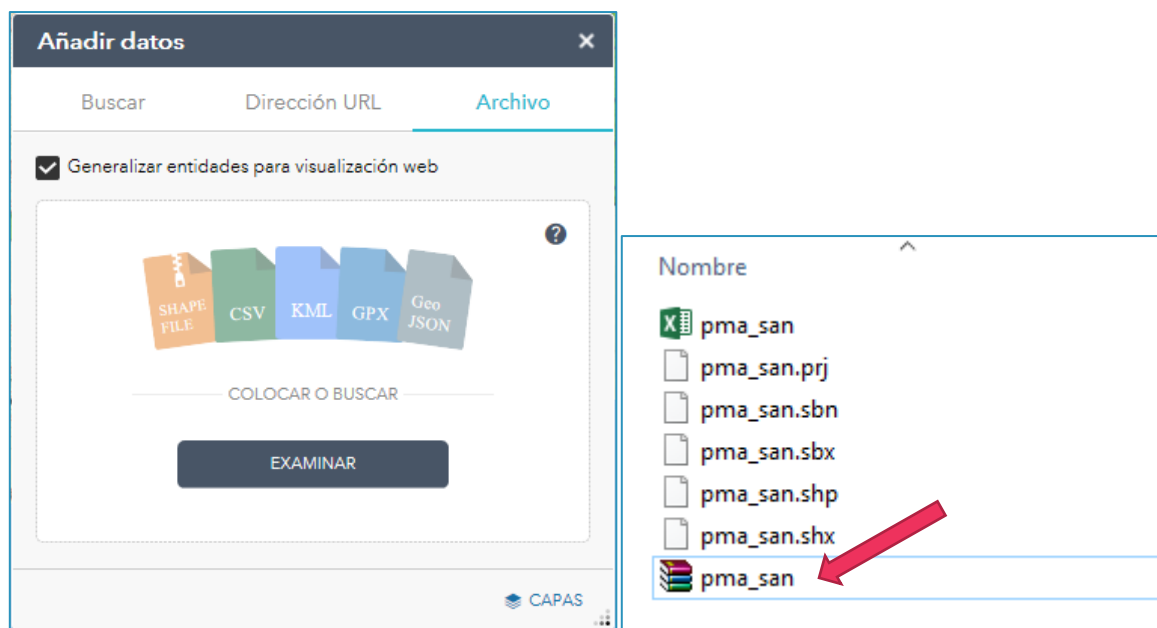 Añadir datos
Buscar Dirección URL Archivo
Generalizar entidades para visualización web
?
SHAPE
FILE
CSV
KML
GPX
Geo
JSON
COLOCAR O BUSCAR
EXAMINAR
CAPAS
Nombre
pma_san
pma_san.prj
pma_san.sbn
pma_san.sbx
pma_san.shp
pma_san.shx
pma_san